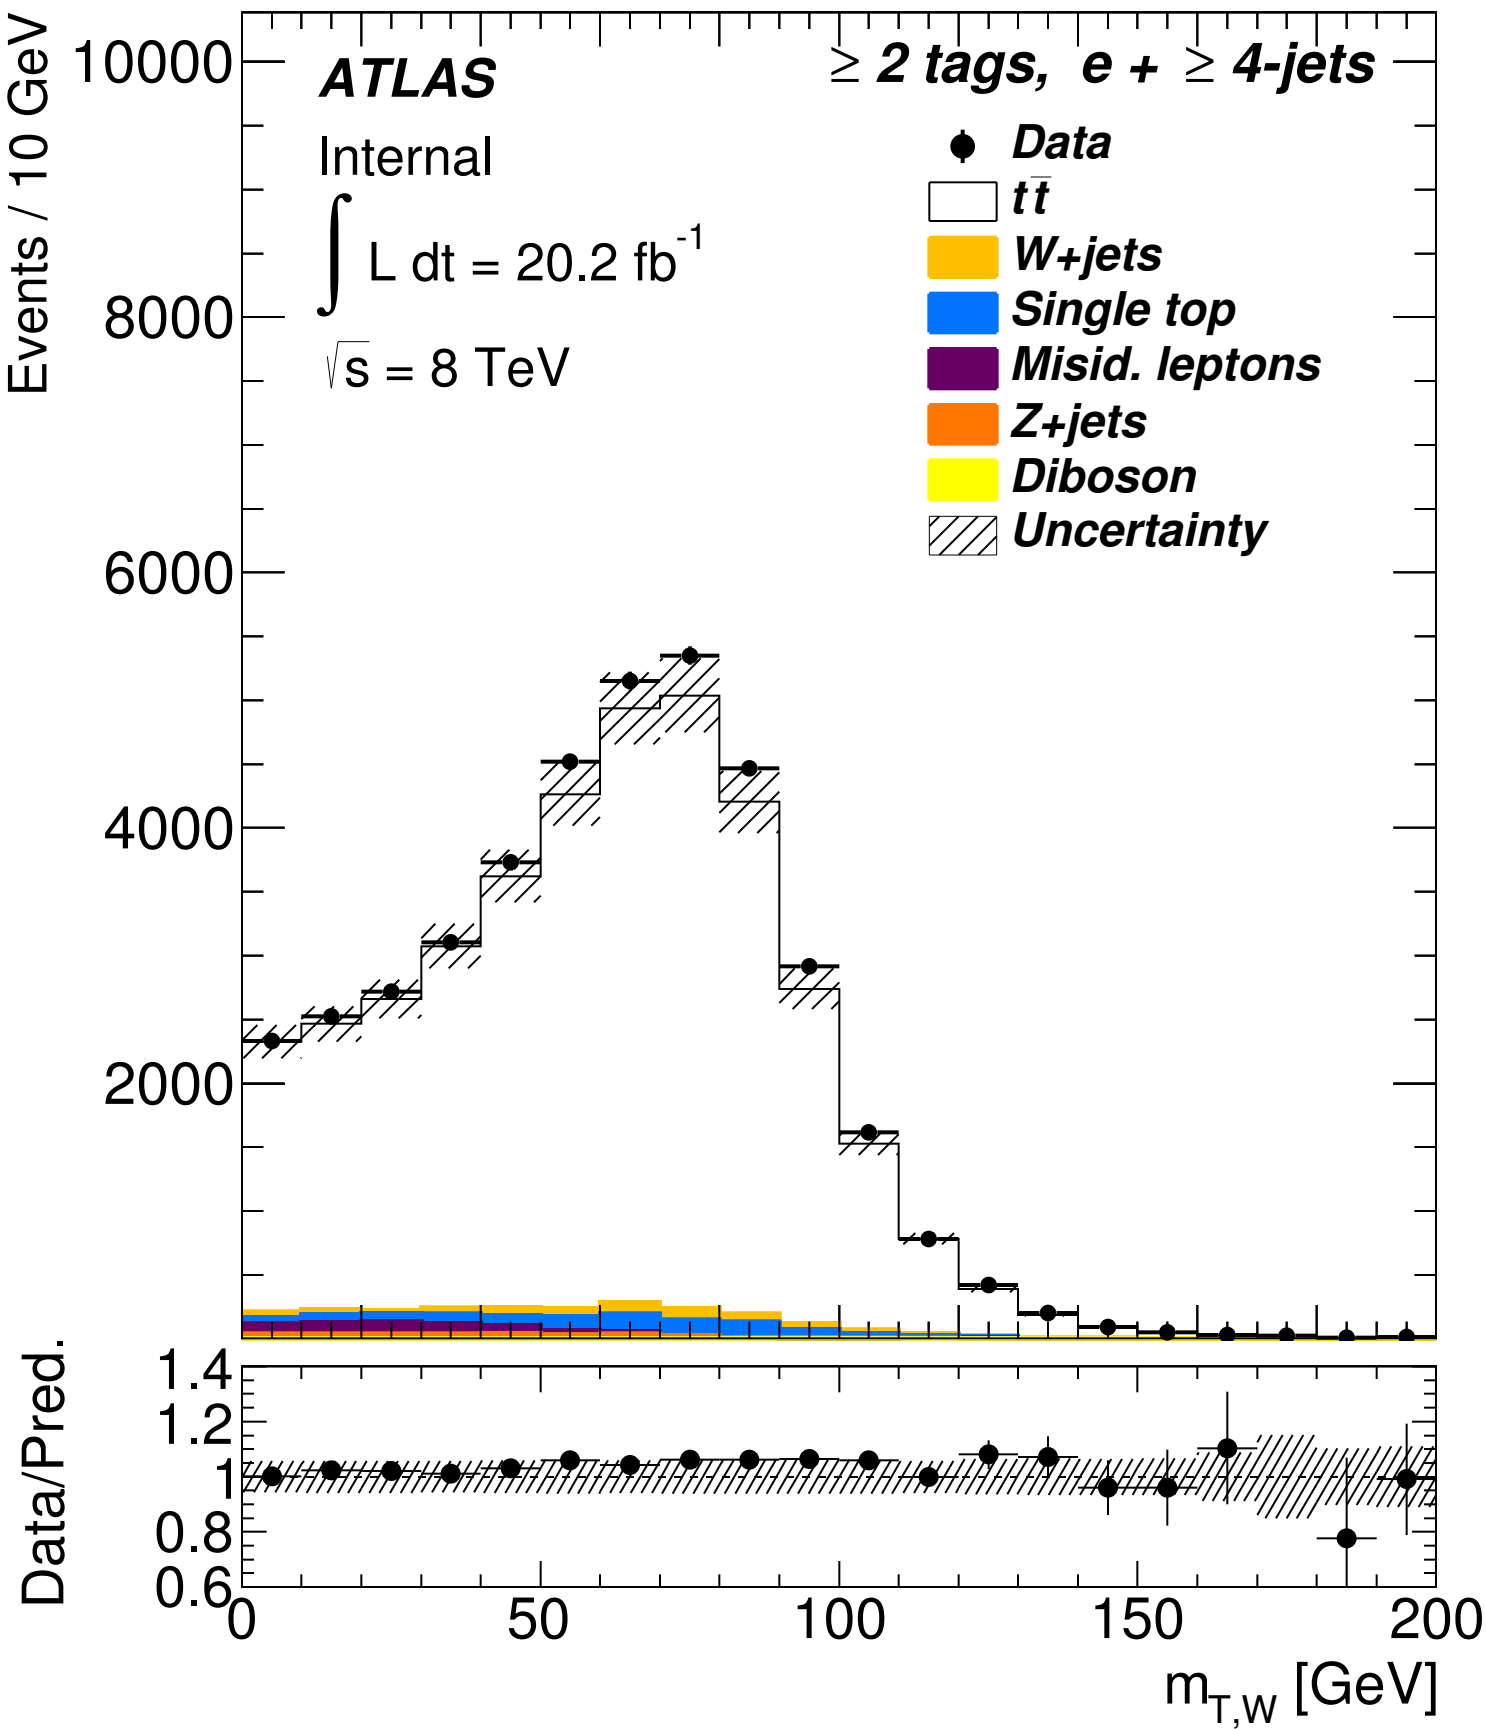 Events / 10 GeV
10000
8000
6000
4000
2000
ATLAS
Internal
∫ L dt = 20.2 fb⁻¹
√s = 8 TeV
≥ 2 tags, e + ≥ 4-jets
Data
tt̄
W+jets
Single top
Misid. leptons
Z+jets
Diboson
Uncertainty
Data/Pred.
1.4
1.2
1
0.8
0.6
0 50 100 150 200
m_T,W [GeV]